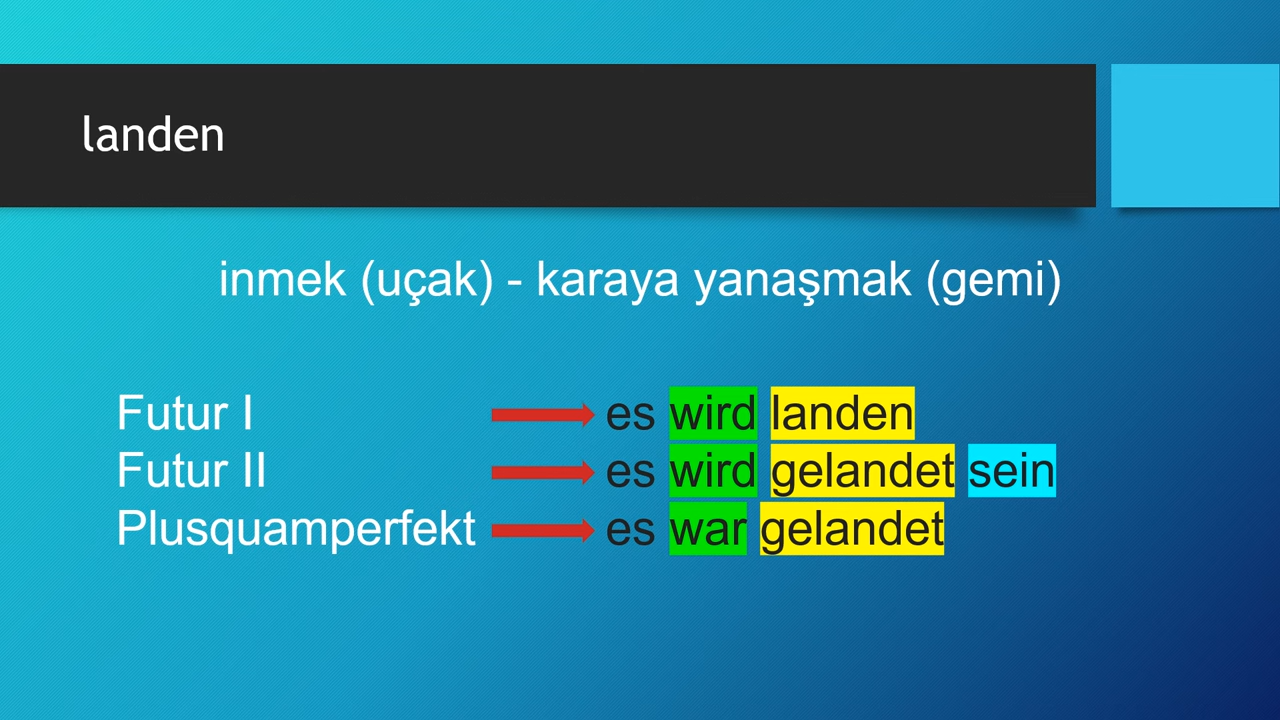 landen
inmek (uçak) - karaya yanaşmak (gemi)
Futur I es wird landen
Futur II es wird gelandet sein
Plusquamperfekt es war gelandet